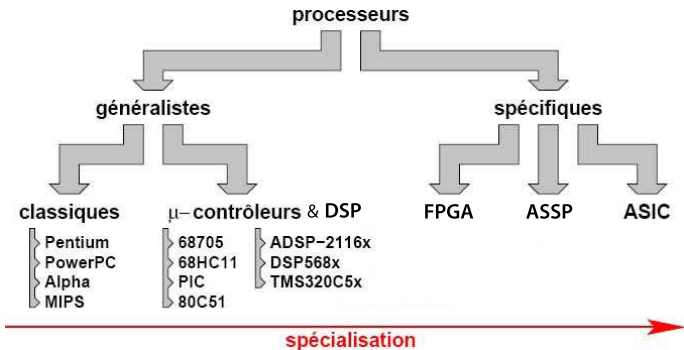 processeurs
généralistes
spécifiques
classiques
μ-contrôleurs & DSP
FPGA
ASSP
ASIC
Pentium
PowerPC
Alpha
MIPS
68705
68HC11
PIC
80C51
ADSP-2116x
DSP568x
TMS320C5x
spécialisation